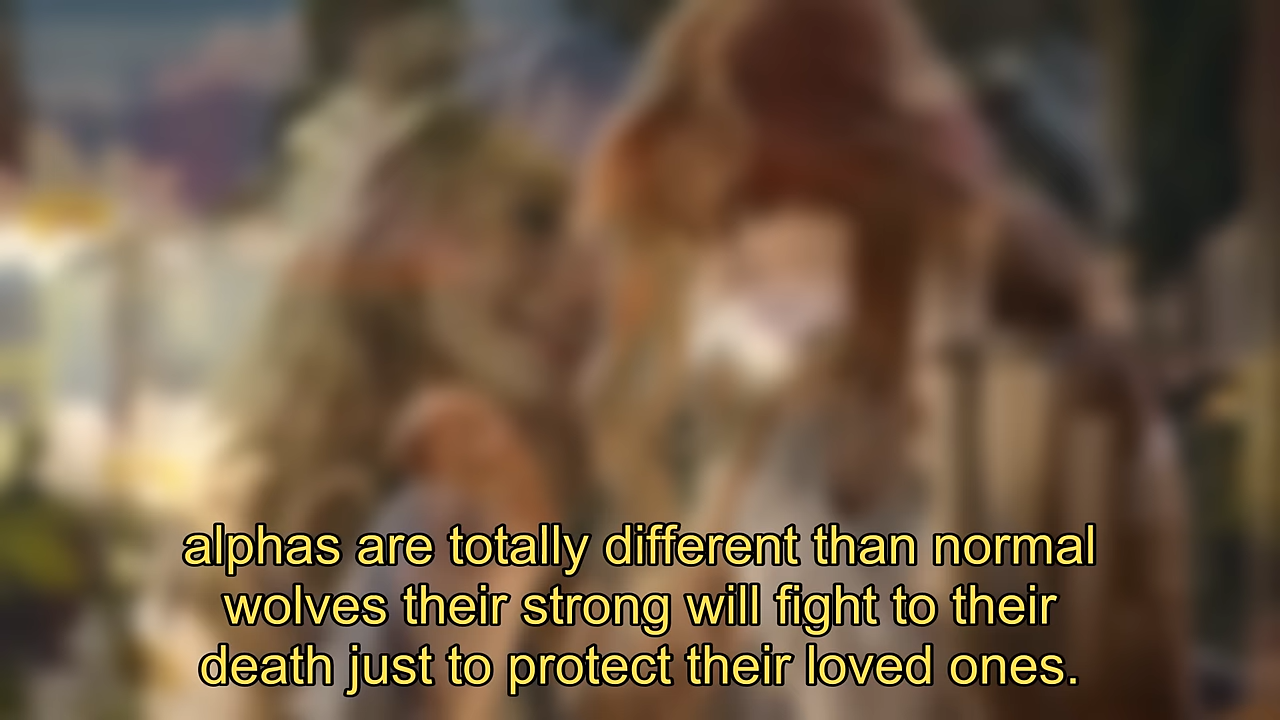 alphas are totally different than normal
wolves their strong will fight to their
death just to protect their loved ones.